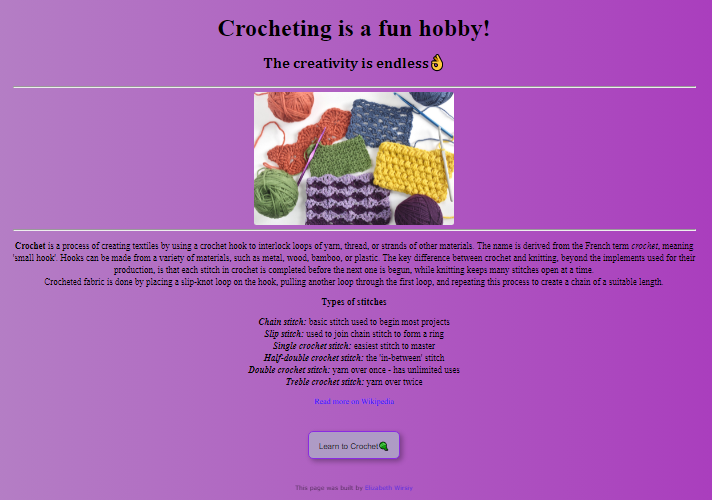 Crocheting is a fun hobby!
The creativity is endless👌
Crochet is a process of creating textiles by using a crochet hook to interlock loops of yarn, thread, or strands of other materials. The name is derived from the French term crochet, meaning
'small hook'. Hooks can be made from a variety of materials, such as metal, wood, bamboo, or plastic. The key difference between crochet and knitting, beyond the implements used for their
production, is that each stitch in crochet is completed before the next one is begun, while knitting keeps many stitches open at a time.
Crocheted fabric is done by placing a slip-knot loop on the hook, pulling another loop through the first loop, and repeating this process to create a chain of a suitable length.
Types of stitches
Chain stitch: basic stitch used to begin most projects
Slip stitch: used to join chain stitch to form a ring
Single crochet stitch: easiest stitch to master
Half-double crochet stitch: the 'in-between' stitch
Double crochet stitch: yarn over once - has unlimited uses
Treble crochet stitch: yarn over twice
Read more on Wikipedia
Learn to Crochet
This page was built by Elizabeth